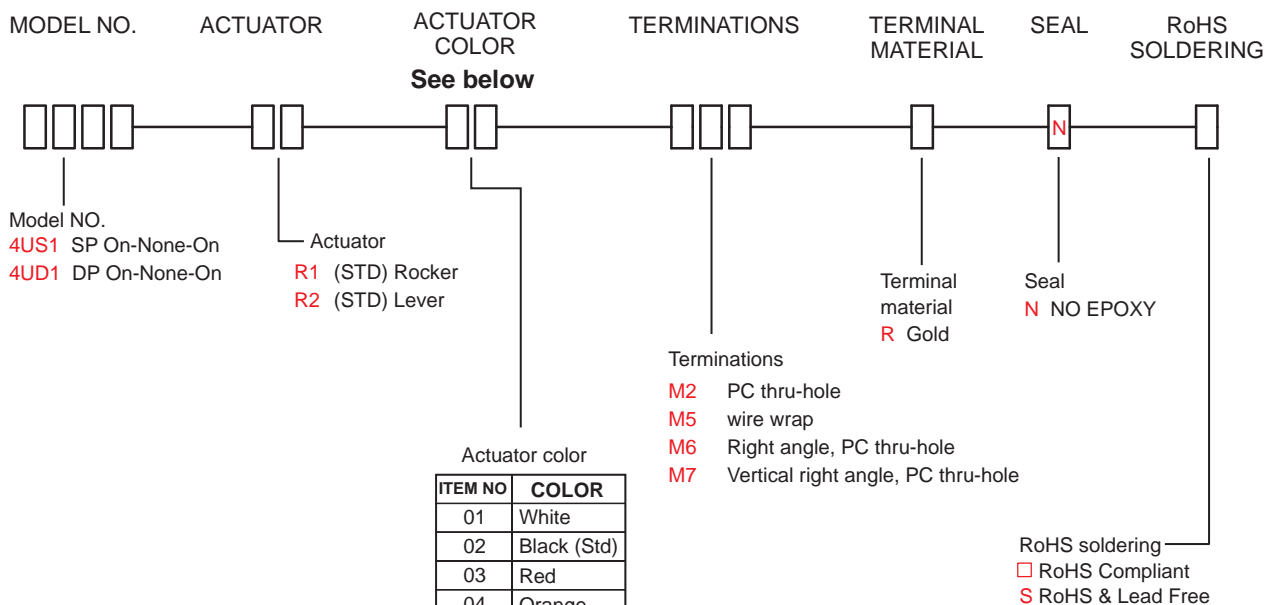 MODEL NO. ACTUATOR ACTUATOR COLOR TERMINATIONS TERMINAL MATERIAL SEAL RoHS SOLDERING
See below
N
Model NO.
4US1 SP On-None-On
4UD1 DP On-None-On
Actuator
R1 (STD) Rocker
R2 (STD) Lever
Terminal
material
R Gold
Seal
N NO EPOXY
Terminations
M2 PC thru-hole
M5 wire wrap
M6 Right angle, PC thru-hole
M7 Vertical right angle, PC thru-hole
Actuator color
ITEM NO COLOR
01 White
02 Black (Std)
03 Red
04 Orange
RoHS soldering
□ RoHS Compliant
S RoHS & Lead Free